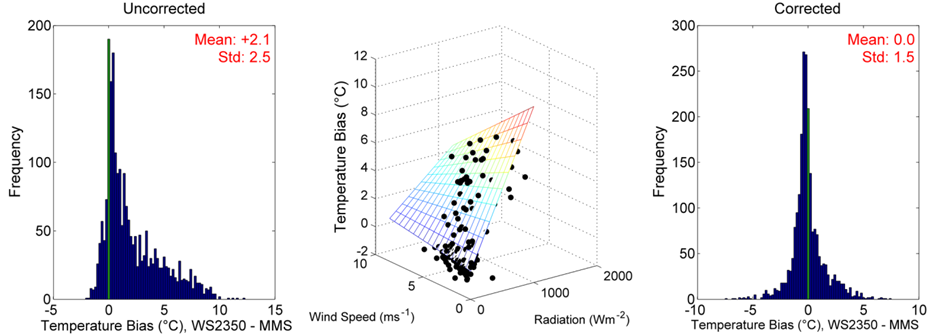 Uncorrected
Mean: +2.1
Std: 2.5
200
150
100
50
0
Frequency
-5 0 5 10 15
Temperature Bias (°C), WS2350 - MMS
12
10
8
6
4
2
0
-2
Temperature Bias (°C)
10 5 0
Wind Speed (ms-1)
0 1000 2000
Radiation (Wm-2)
Corrected
Mean: 0.0
Std: 1.5
300
250
200
150
100
50
0
Frequency
-10 -5 0 5 10
Temperature Bias (°C), WS2350 - MMS